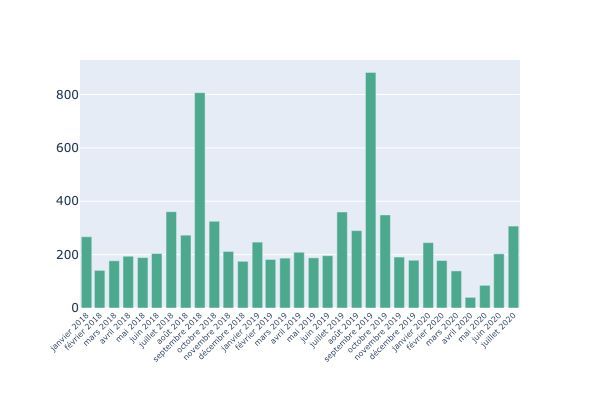 800
600
400
200
0
janvier 2018
février 2018
mars 2018
avril 2018
mai 2018
juin 2018
juillet 2018
août 2018
septembre 2018
octobre 2018
novembre 2018
décembre 2018
janvier 2019
février 2019
mars 2019
avril 2019
mai 2019
juin 2019
juillet 2019
août 2019
septembre 2019
octobre 2019
novembre 2019
décembre 2019
janvier 2020
février 2020
mars 2020
avril 2020
mai 2020
juin 2020
juillet 2020